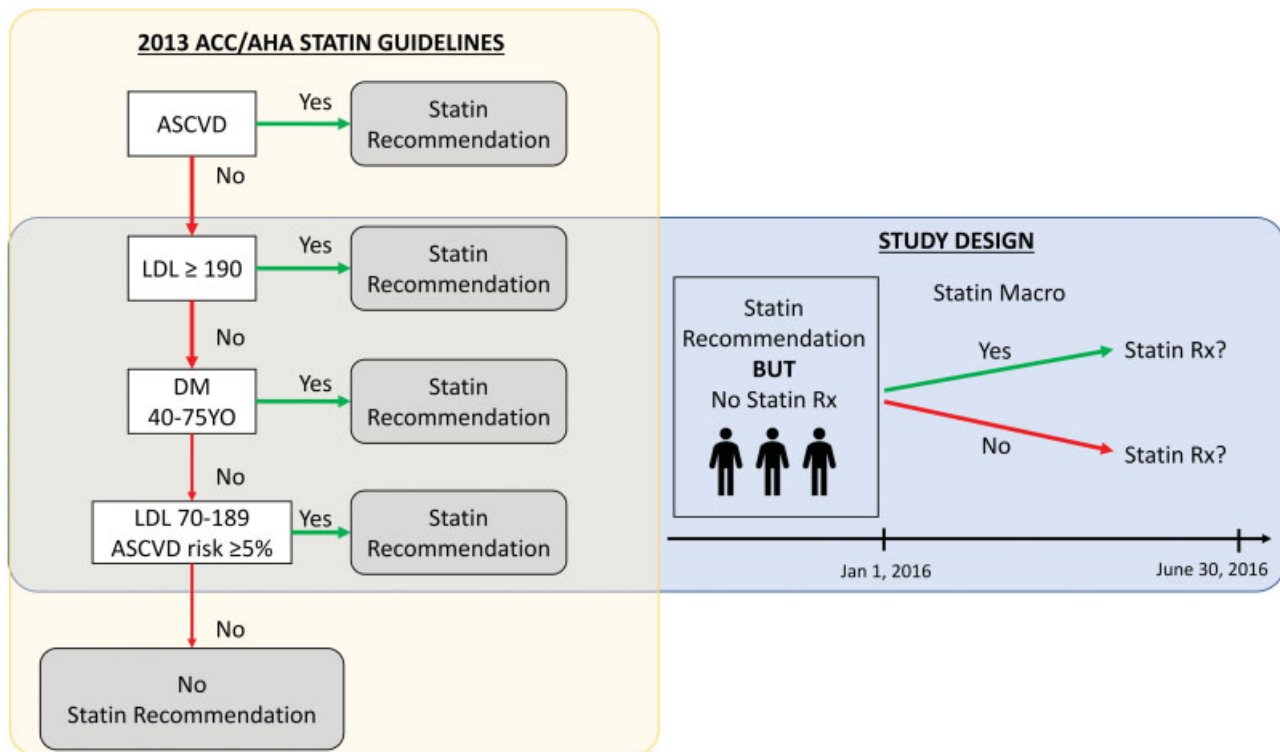 2013 ACC/AHA STATIN GUIDELINES
ASCVD
Yes
Statin
Recommendation
No
LDL ≥ 190
Yes
Statin
Recommendation
No
DM
40-75YO
Yes
Statin
Recommendation
No
LDL 70-189
ASCVD risk ≥5%
Yes
Statin
Recommendation
No
No
Statin Recommendation
STUDY DESIGN
Statin
Recommendation
BUT
No Statin Rx
Statin Macro
Yes
Statin Rx?
No
Statin Rx?
Jan 1, 2016
June 30, 2016